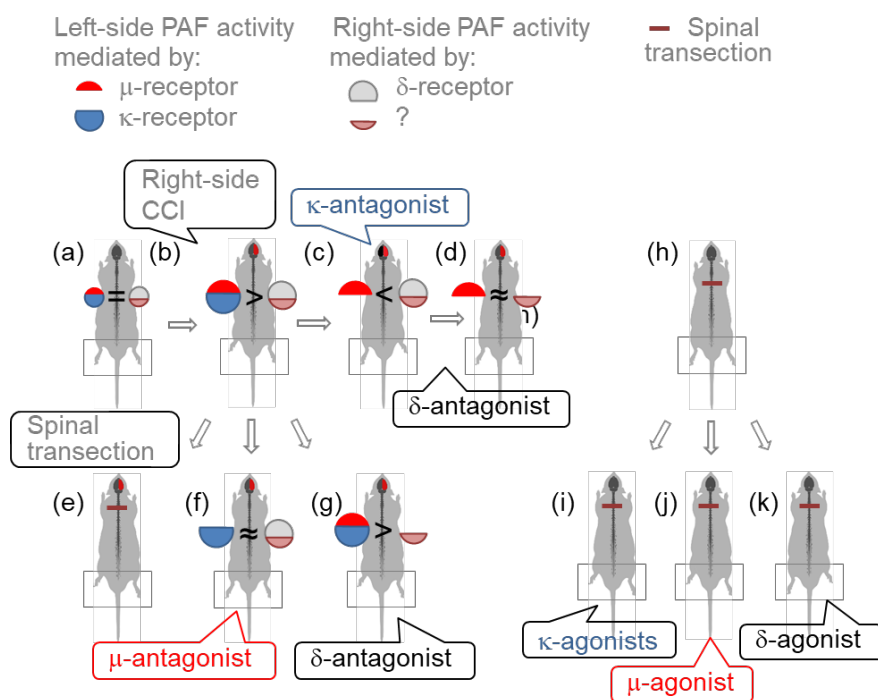 Left-side PAF activity
mediated by:
μ-receptor
κ-receptor
Right-side PAF activity
mediated by:
δ-receptor
?
Spinal
transection
Right-side
CCI
κ-antagonist
(a)
(b)
(c)
(d)
(h)
=
>
<
≈
δ-antagonist
Spinal
transection
(e)
(f)
(g)
(i)
(j)
(k)
≈
>
μ-antagonist
δ-antagonist
κ-agonists
μ-agonist
δ-agonist